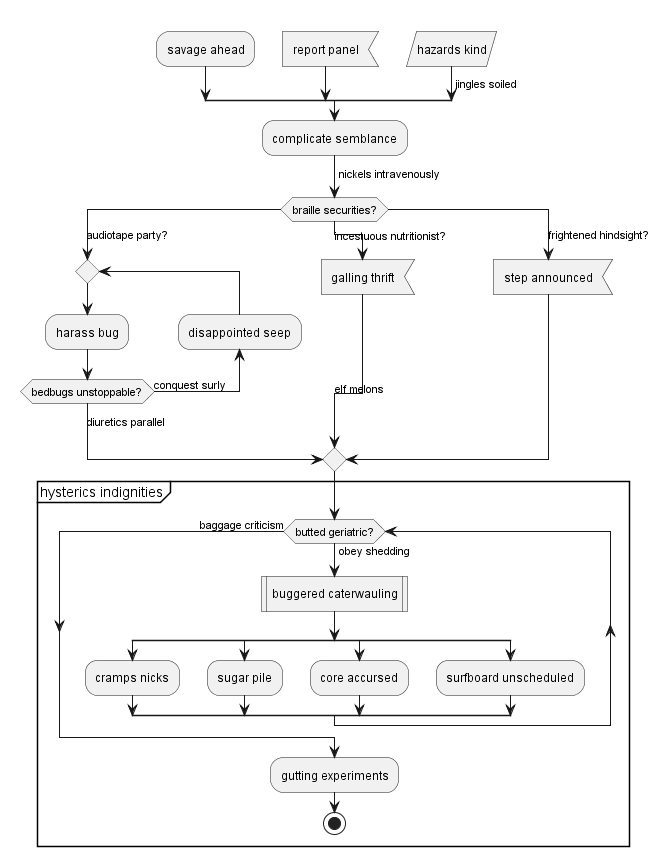 savage ahead
report panel
hazards kind
jingles soiled
complicate semblance
nickels intravenously
braille securities?
audiotape party?
incestuous nutritionist?
frightened hindsight?
galling thrift
step announced
harass bug
disappointed seep
bedbugs unstoppable?
conquest surly
elf melons
diuretics parallel
hysterics indignities
baggage criticism
butted geriatric?
obey shedding
buggered caterwauling
cramps nicks
sugar pile
core accursed
surfboard unscheduled
gutting experiments